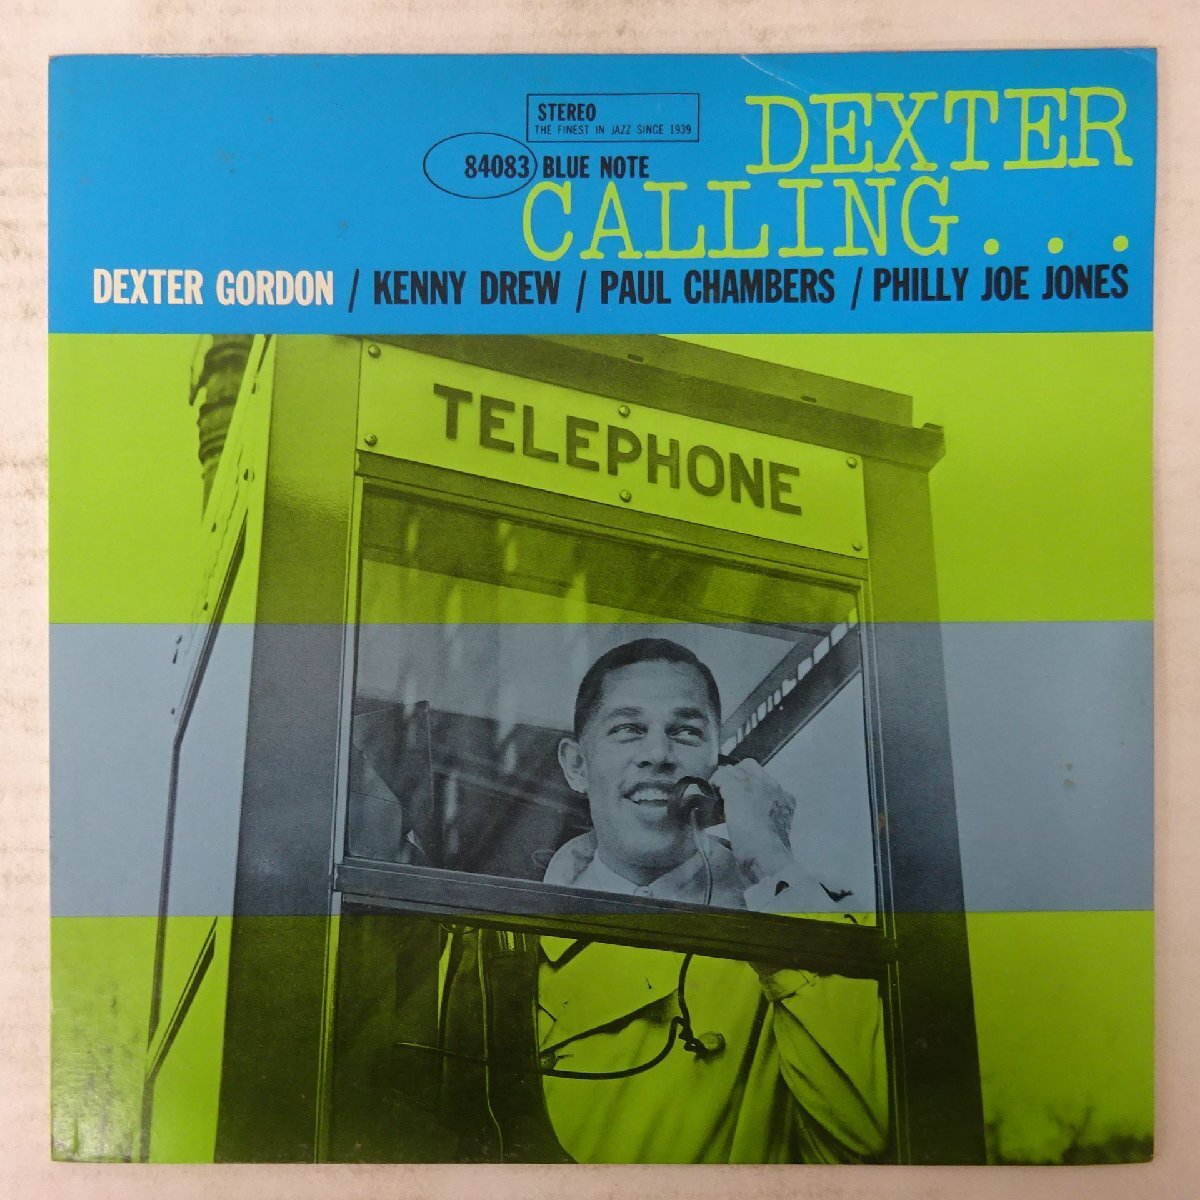 STEREO
THE FINEST IN JAZZ SINCE 1939
84083 BLUE NOTE
DEXTER
CALLING...
DEXTER GORDON / KENNY DREW / PAUL CHAMBERS / PHILLY JOE JONES
TELEPHONE